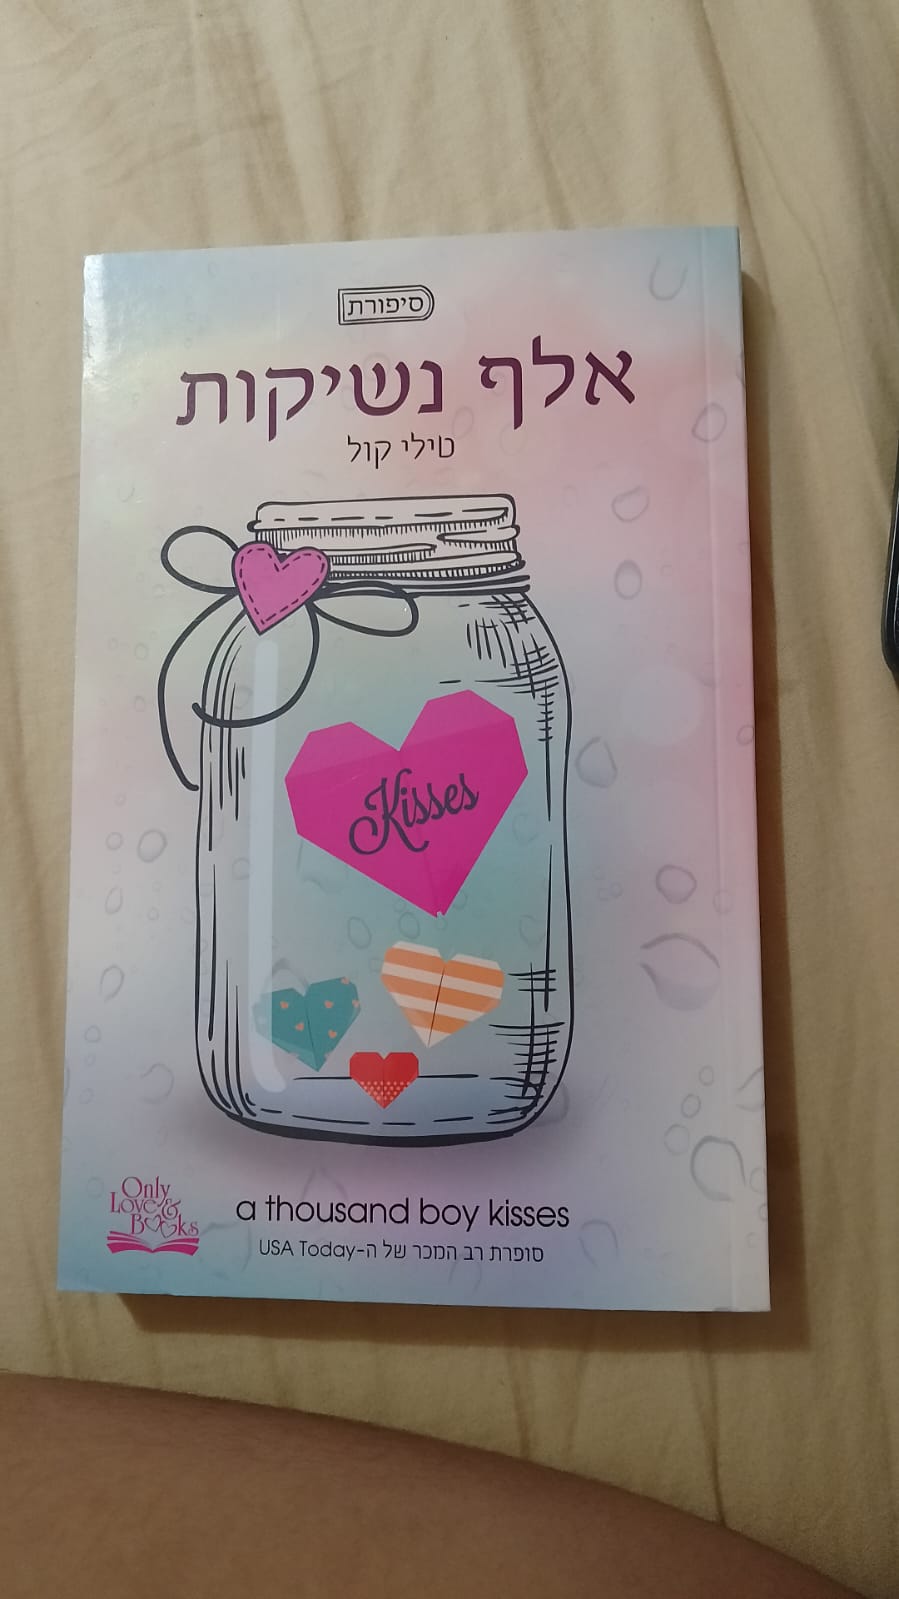 סיפורת
אלף נשיקות
טילי קול
Kisses
Only
Love &
Books
a thousand boy kisses
סופרת רב המכר של ה-USA Today